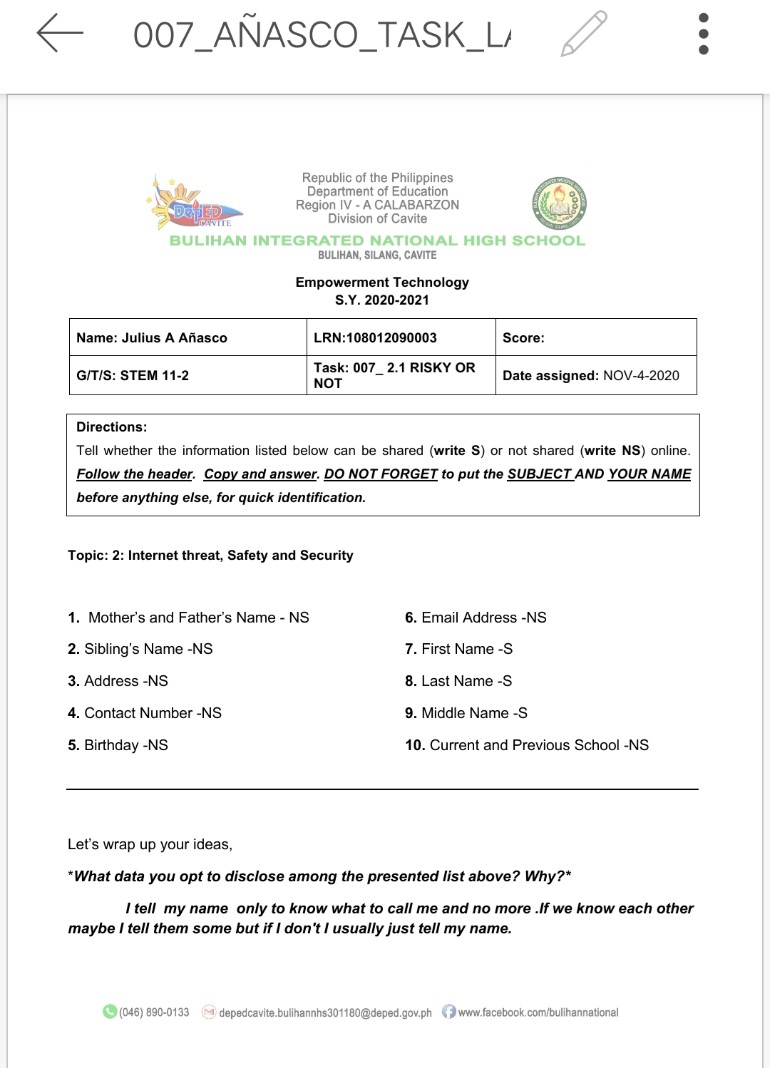 007_AÑASCO_TASK_LA
Republic of the Philippines
Department of Education
Region IV - A CALABARZON
Division of Cavite
DepED
CAVITE
BULIHAN INTEGRATED NATIONAL HIGH SCHOOL
BULIHAN, SILANG, CAVITE
Empowerment Technology
S.Y. 2020-2021
Name: Julius A Añasco LRN:108012090003 Score:
G/T/S: STEM 11-2 Task: 007_ 2.1 RISKY OR NOT Date assigned: NOV-4-2020
Directions:
Tell whether the information listed below can be shared (write S) or not shared (write NS) online.
Follow the header. Copy and answer. DO NOT FORGET to put the SUBJECT AND YOUR NAME
before anything else, for quick identification.
Topic: 2: Internet threat, Safety and Security
1. Mother's and Father's Name - NS
2. Sibling's Name -NS
3. Address -NS
4. Contact Number -NS
5. Birthday -NS
6. Email Address -NS
7. First Name -S
8. Last Name -S
9. Middle Name -S
10. Current and Previous School -NS
Let's wrap up your ideas,
*What data you opt to disclose among the presented list above? Why?*
I tell my name only to know what to call me and no more .If we know each other
maybe I tell them some but if I don't I usually just tell my name.
(046) 890-0133 depedcavite.bulihannhs301180@deped.gov.ph www.facebook.com/bulihannational